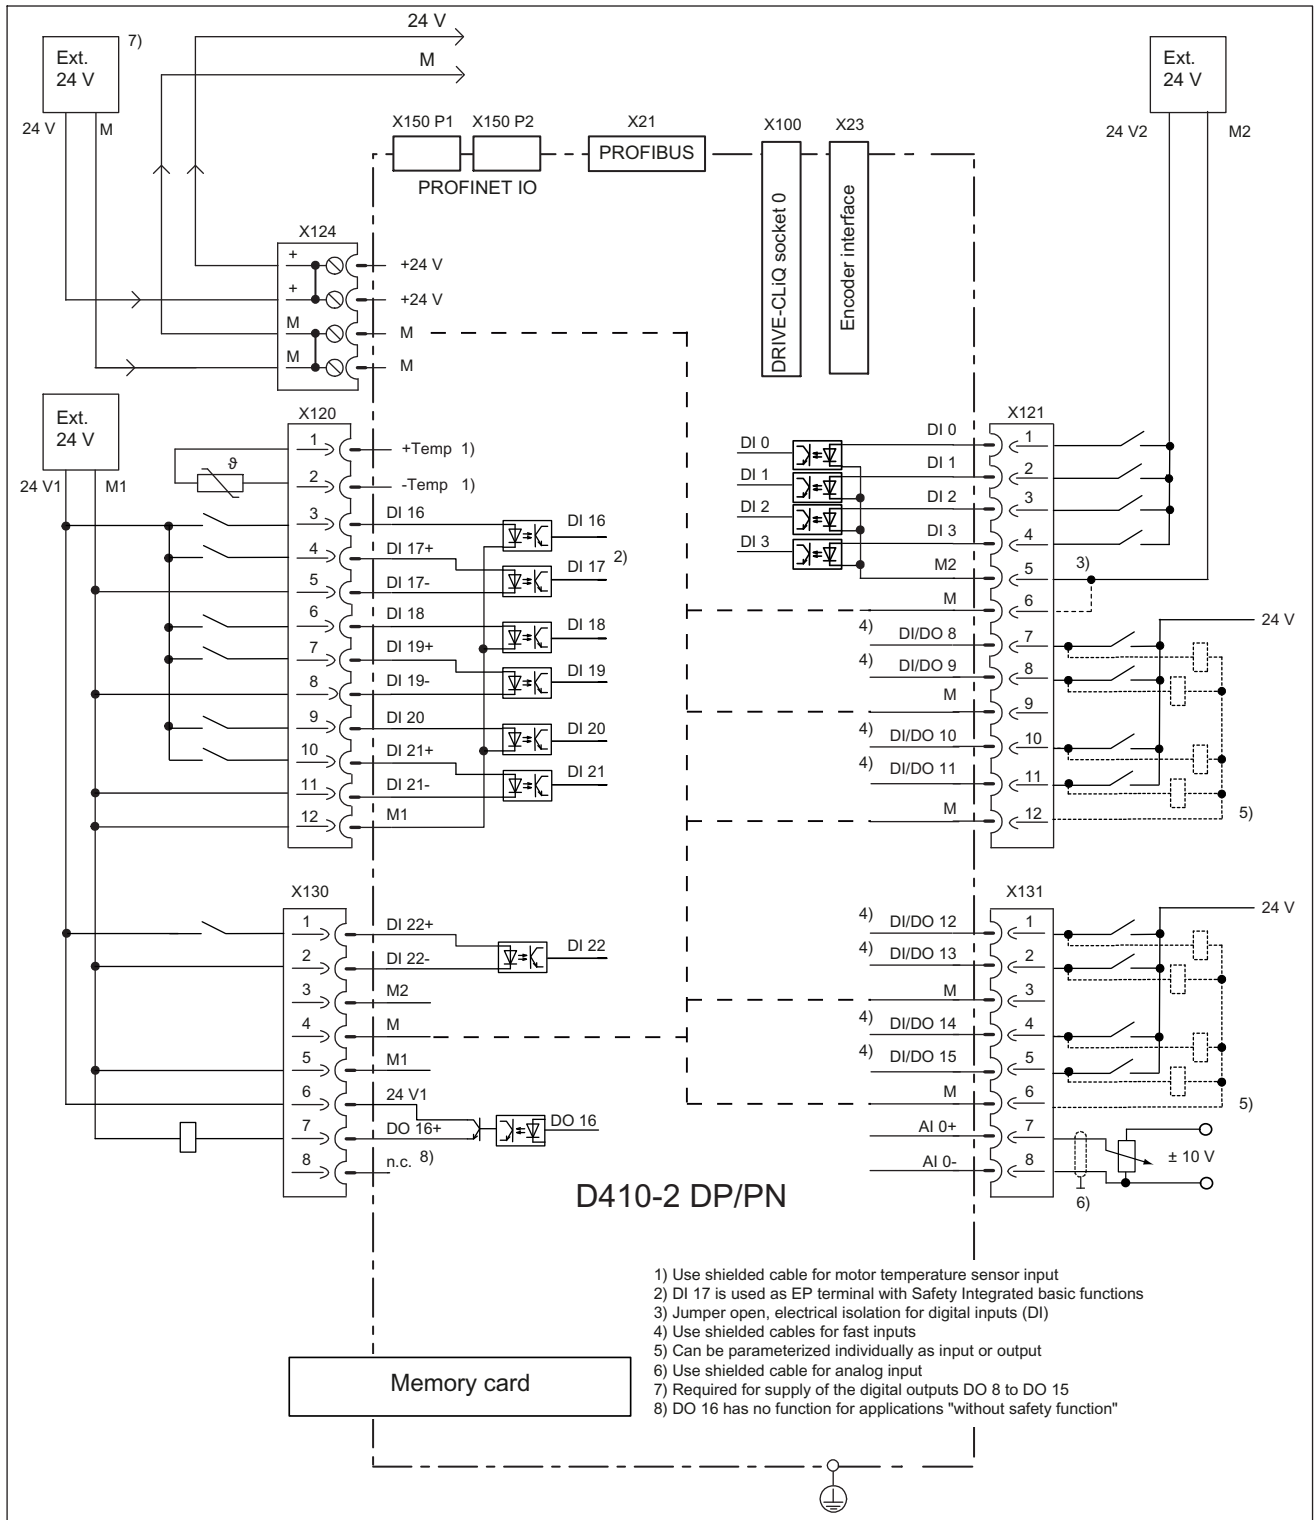 24 V
M
Ext.
24 V
7)
24 V
M
Ext.
24 V
24 V2
M2
X150 P1
X150 P2
X21
X100
X23
PROFIBUS
PROFINET IO
DRIVE-CLiQ socket 0
Encoder interface
X124
+
+24 V
+
+24 V
M
M
M
M
Ext.
24 V
24 V1
M1
X120
1
+Temp 1)
2
-Temp 1)
ϑ
3
DI 16
DI 16
4
DI 17+
DI 17
2)
5
DI 17-
6
DI 18
DI 18
7
DI 19+
DI 19
8
DI 19-
9
DI 20
DI 20
10
DI 21+
DI 21
11
DI 21-
12
M1
X121
DI 0
DI 0
1
DI 1
DI 1
2
DI 2
DI 2
3
DI 3
DI 3
4
M2
5
3)
M
6
24 V
4)
DI/DO 8
7
4)
DI/DO 9
8
M
9
4)
DI/DO 10
10
4)
DI/DO 11
11
M
12
5)
X130
1
DI 22+
DI 22
2
DI 22-
3
M2
4
M
5
M1
6
24 V1
7
DO 16+
DO 16
8
n.c. 8)
X131
24 V
4)
DI/DO 12
1
4)
DI/DO 13
2
M
3
4)
DI/DO 14
4
4)
DI/DO 15
5
M
6
5)
AI 0+
7
AI 0-
8
± 10 V
6)
D410-2 DP/PN
1) Use shielded cable for motor temperature sensor input
2) DI 17 is used as EP terminal with Safety Integrated basic functions
3) Jumper open, electrical isolation for digital inputs (DI)
4) Use shielded cables for fast inputs
5) Can be parameterized individually as input or output
6) Use shielded cable for analog input
7) Required for supply of the digital outputs DO 8 to DO 15
8) DO 16 has no function for applications "without safety function"
Memory card